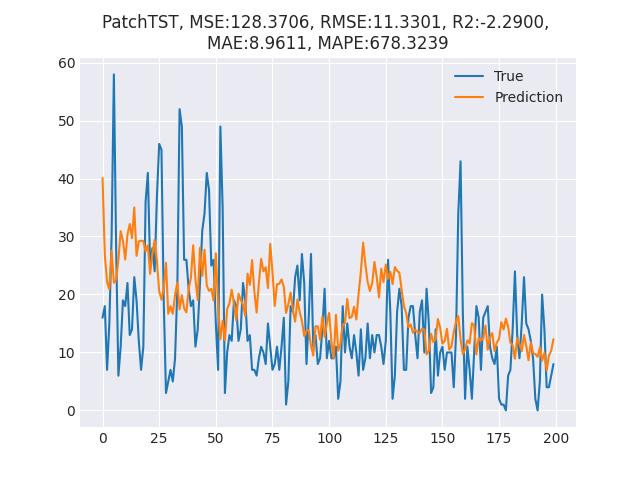 PatchTST, MSE:128.3706, RMSE:11.3301, R2:-2.2900,
MAE:8.9611, MAPE:678.3239
True
Prediction
60
50
40
30
20
10
0
0 25 50 75 100 125 150 175 200